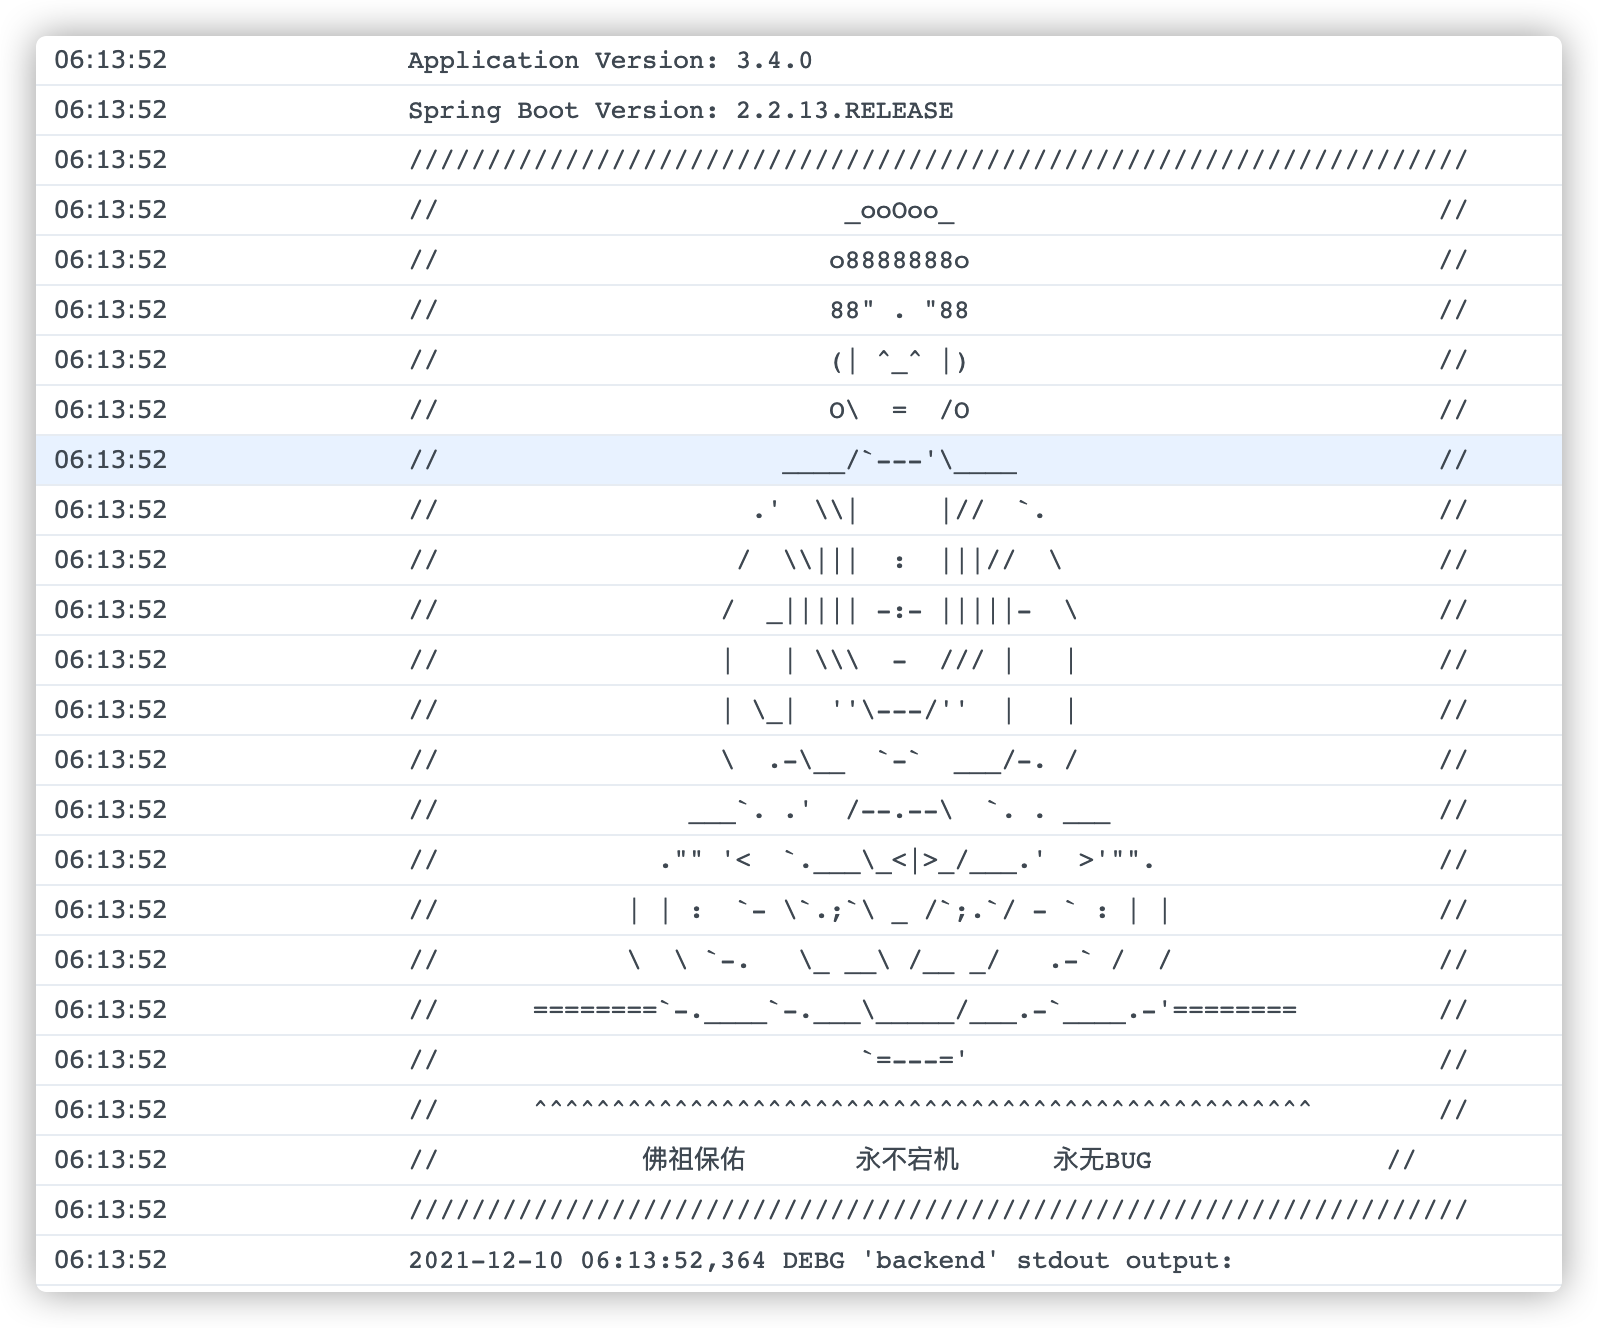 06:13:52 Application Version: 3.4.0
06:13:52 Spring Boot Version: 2.2.13.RELEASE
06:13:52 ////////////////////////////////////////////////////////////////////
06:13:52 //                          _ooOoo_                               //
06:13:52 //                         o8888888o                              //
06:13:52 //                         88" . "88                              //
06:13:52 //                         (| ^_^ |)                              //
06:13:52 //                         O\  =  /O                              //
06:13:52 //                      ____/`---'\____                           //
06:13:52 //                    .'  \\|     |//  `.                         //
06:13:52 //                   /  \\|||  :  |||//  \                        //
06:13:52 //                  /  _||||| -:- |||||-  \                       //
06:13:52 //                  |   | \\\  -  /// |   |                       //
06:13:52 //                  | \_|  ''\---/''  |   |                       //
06:13:52 //                  \  .-\__  `-`  ___/-. /                       //
06:13:52 //                ___`. .'  /--.--\  `. . ___                     //
06:13:52 //              ."" '<  `.___\_<|>_/___.'  >'"".                  //
06:13:52 //            | | :  `- \`.;`\ _ /`;.`/ - ` : | |                 //
06:13:52 //            \  \ `-.   \_ __\ /__ _/   .-` /  /                 //
06:13:52 //      ========`-.____`-.___\_____/___.-`____.-'========         //
06:13:52 //                           `=---='                              //
06:13:52 //      ^^^^^^^^^^^^^^^^^^^^^^^^^^^^^^^^^^^^^^^^^^^^^^^^^^        //
06:13:52 //             佛祖保佑       永不宕机      永无BUG               //
06:13:52 ////////////////////////////////////////////////////////////////////
06:13:52 2021-12-10 06:13:52,364 DEBG 'backend' stdout output: